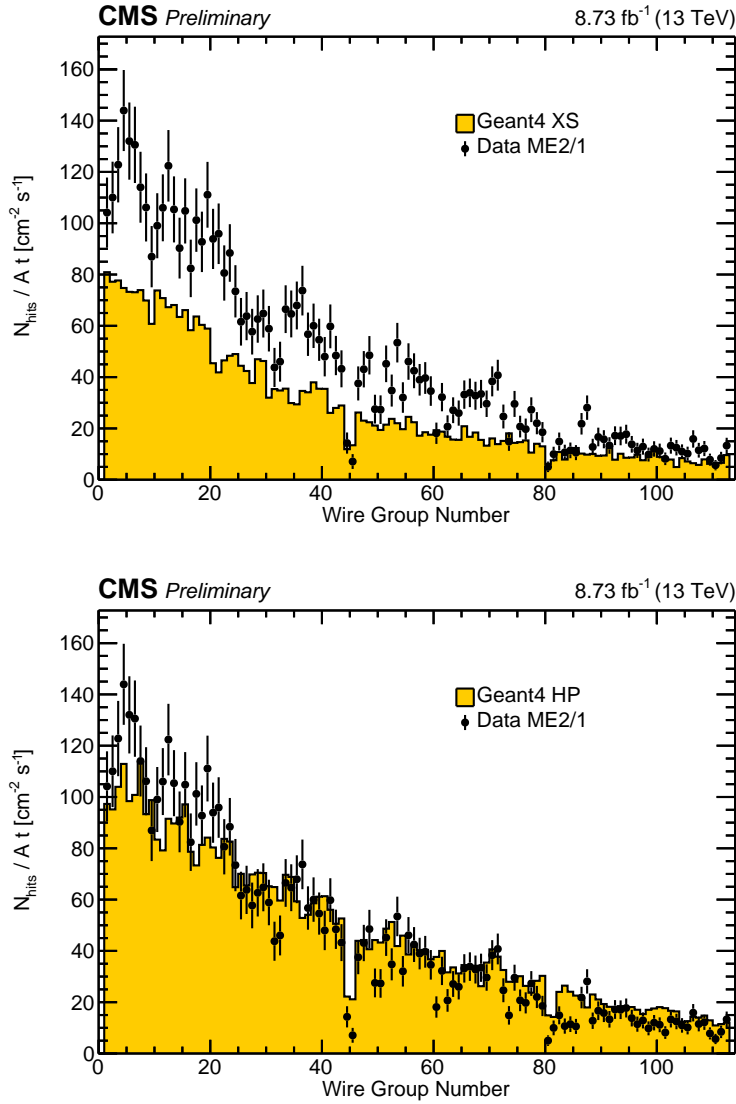 CMS Preliminary 8.73 fb⁻¹ (13 TeV)
N_hits / A t [cm⁻² s⁻¹]
160
140
120
100
80
60
40
20
0
Geant4 XS
Data ME2/1
0 20 40 60 80 100
Wire Group Number
CMS Preliminary 8.73 fb⁻¹ (13 TeV)
N_hits / A t [cm⁻² s⁻¹]
160
140
120
100
80
60
40
20
0
Geant4 HP
Data ME2/1
0 20 40 60 80 100
Wire Group Number